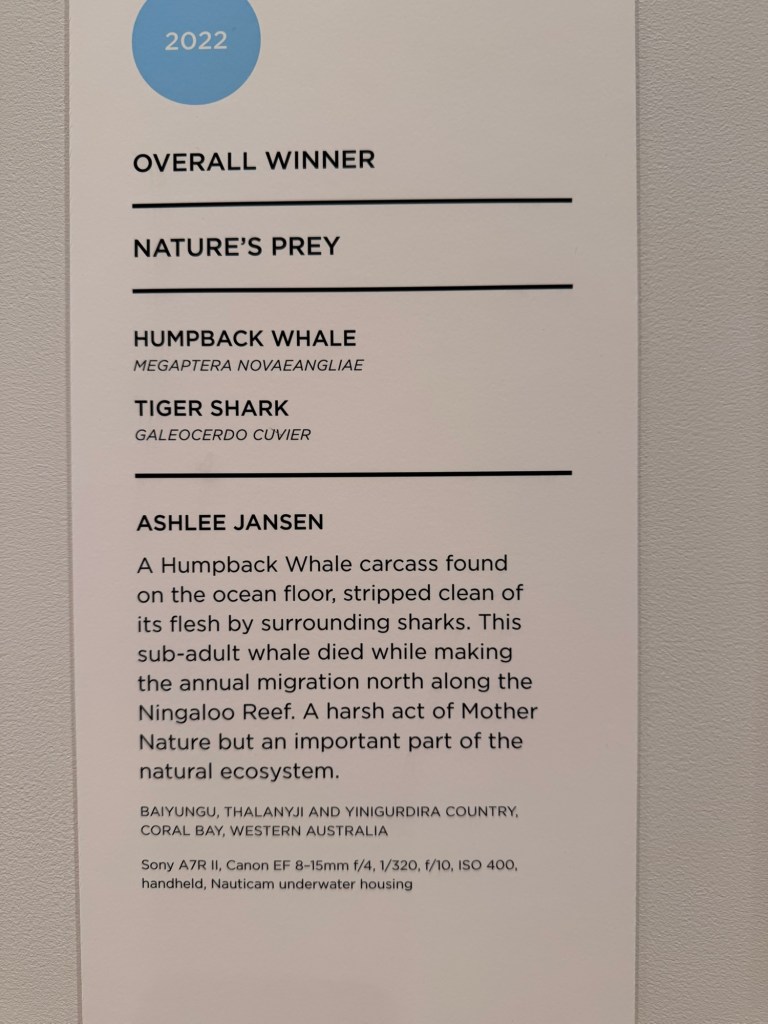 2022
OVERALL WINNER
NATURE'S PREY
HUMPBACK WHALE
MEGAPTERA NOVAEANGLIAE
TIGER SHARK
GALEOCERDO CUVIER
ASHLEE JANSEN
A Humpback Whale carcass found
on the ocean floor, stripped clean of
its flesh by surrounding sharks. This
sub-adult whale died while making
the annual migration north along the
Ningaloo Reef. A harsh act of Mother
Nature but an important part of the
natural ecosystem.
BAIYUNGU, THALANYJI AND YINIGURDIRA COUNTRY,
CORAL BAY, WESTERN AUSTRALIA
Sony A7R II, Canon EF 8–15mm f/4, 1/320, f/10, ISO 400,
handheld, Nauticam underwater housing